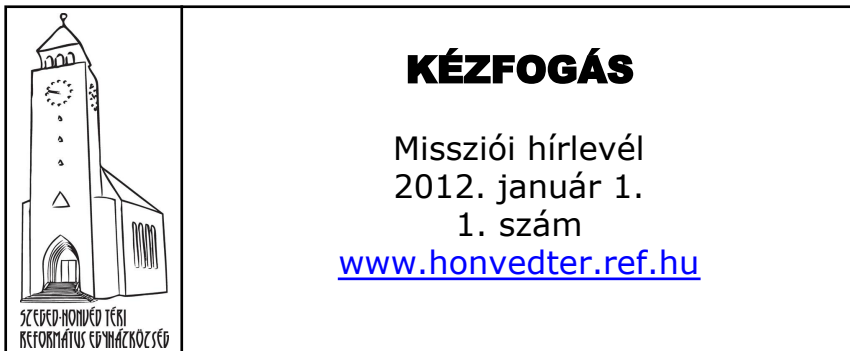 KÉZFOGÁS
Missziói hírlevél
2012. január 1.
1. szám
www.honvedter.ref.hu
SZEGED-HONVÉD TÉRI
REFORMÁTUS EGYHÁZKÖZSÉG